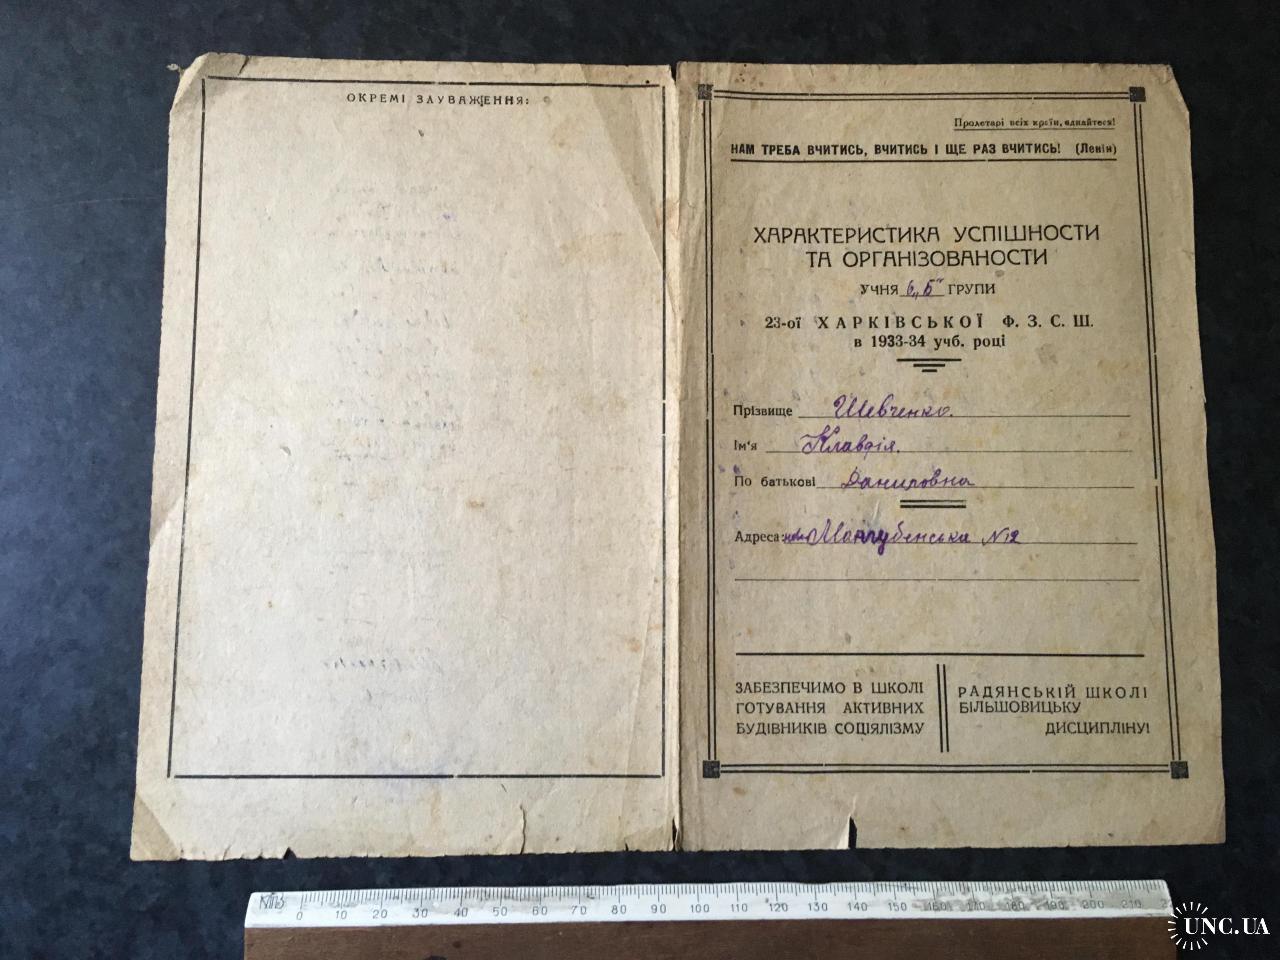 ОКРЕМІ ЗАУВАЖЕННЯ:
Пролетарі всіх країн, єднайтеся!
НАМ ТРЕБА ВЧИТИСЬ, ВЧИТИСЬ І ЩЕ РАЗ ВЧИТИСЬ! (Ленін)
ХАРАКТЕРИСТИКА УСПІШНОСТИ
ТА ОРГАНІЗОВАНОСТИ
УЧНЯ 6 „Б" ГРУПИ
23-ої ХАРКІВСЬКОЇ Ф. З. С. Ш.
в 1933-34 учб. році
Прізвище Шевченко.
Ім'я Клавдія.
По батькові Даниловна
Адреса: №12
ЗАБЕЗПЕЧИМО В ШКОЛІ
ГОТУВАННЯ АКТИВНИХ
БУДІВНИКІВ СОЦІЯЛІЗМУ
РАДЯНСЬКІЙ ШКОЛІ
БІЛЬШОВИЦЬКУ
ДИСЦИПЛІНУ!
0 10 20 30 40 50 60 70 80 90 100 110 120 130 140 150 160 170 180 190 200 210
UNC.UA